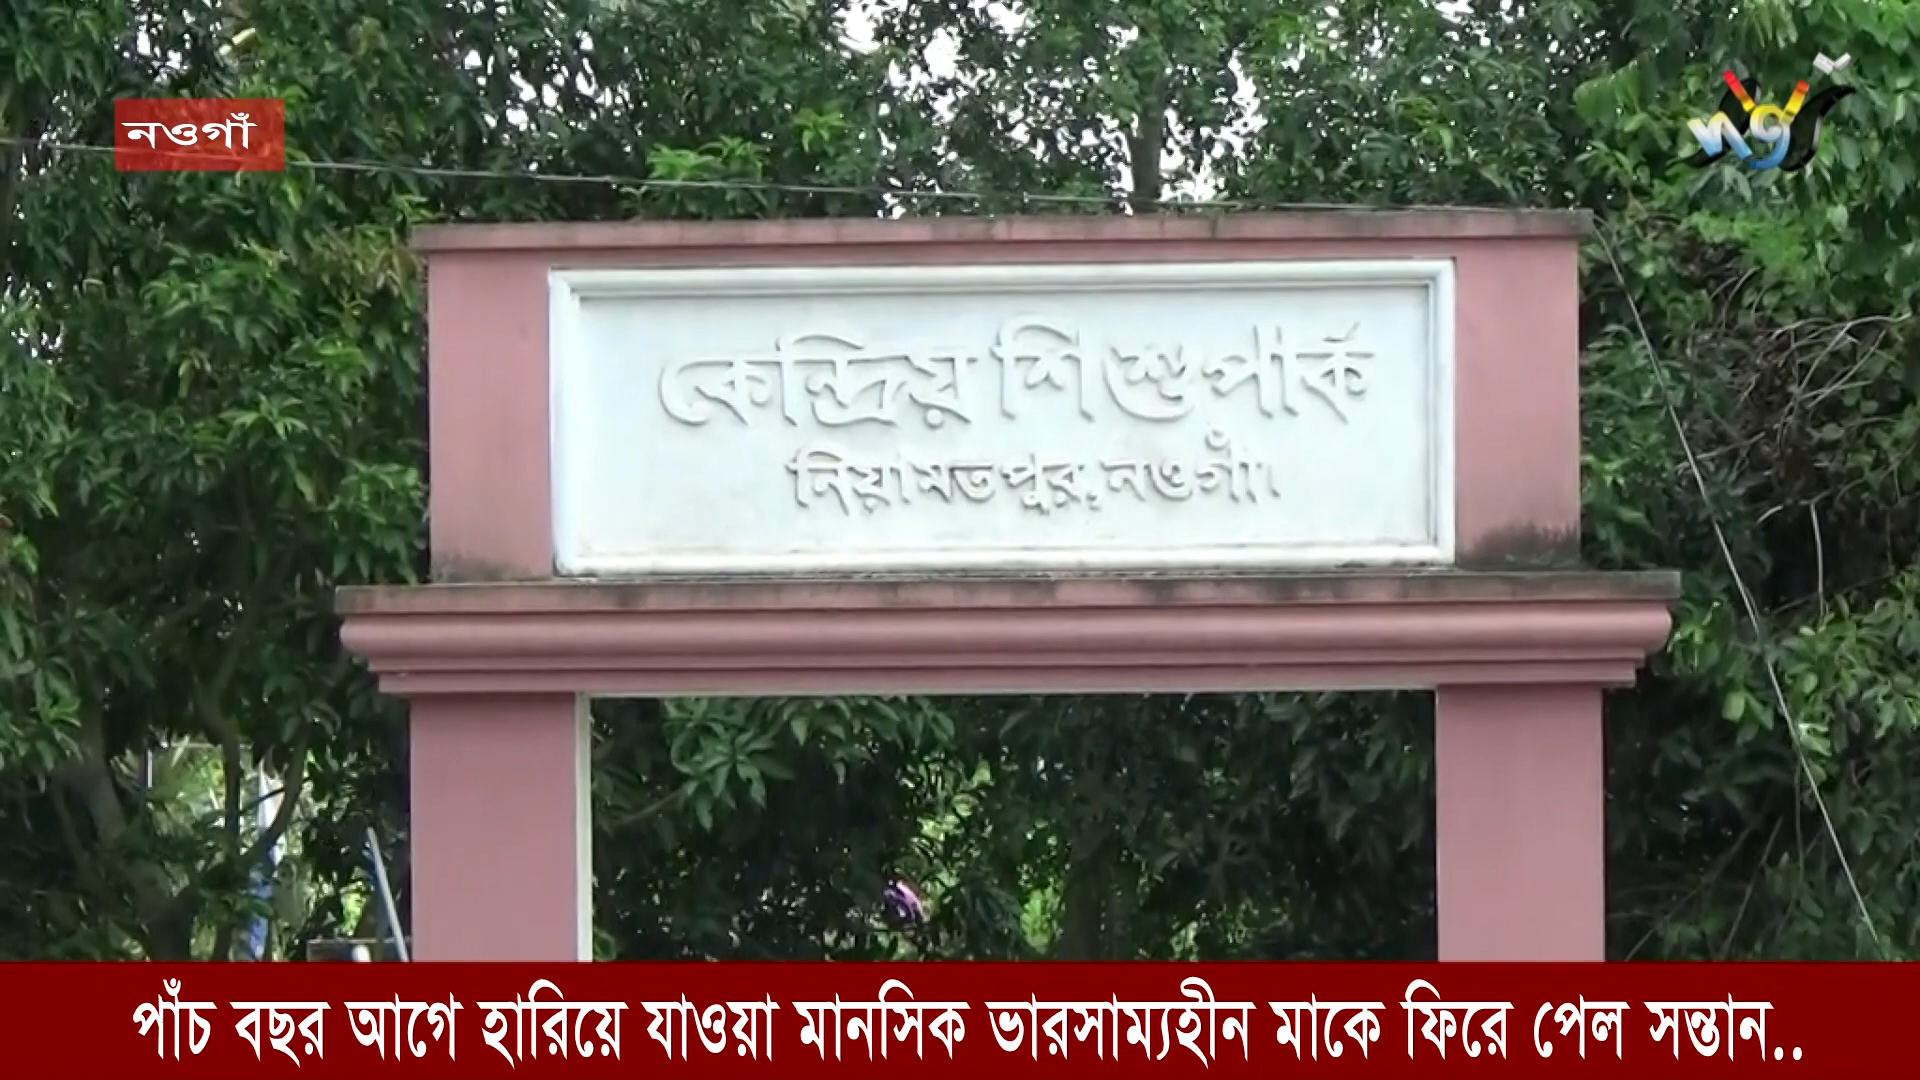 নওগাঁ
কেন্দ্রিয় শিশুপার্ক
নিয়ামতপুর, নওগাঁ।
পাঁচ বছর আগে হারিয়ে যাওয়া মানসিক ভারসাম্যহীন মাকে ফিরে পেল সন্তান..